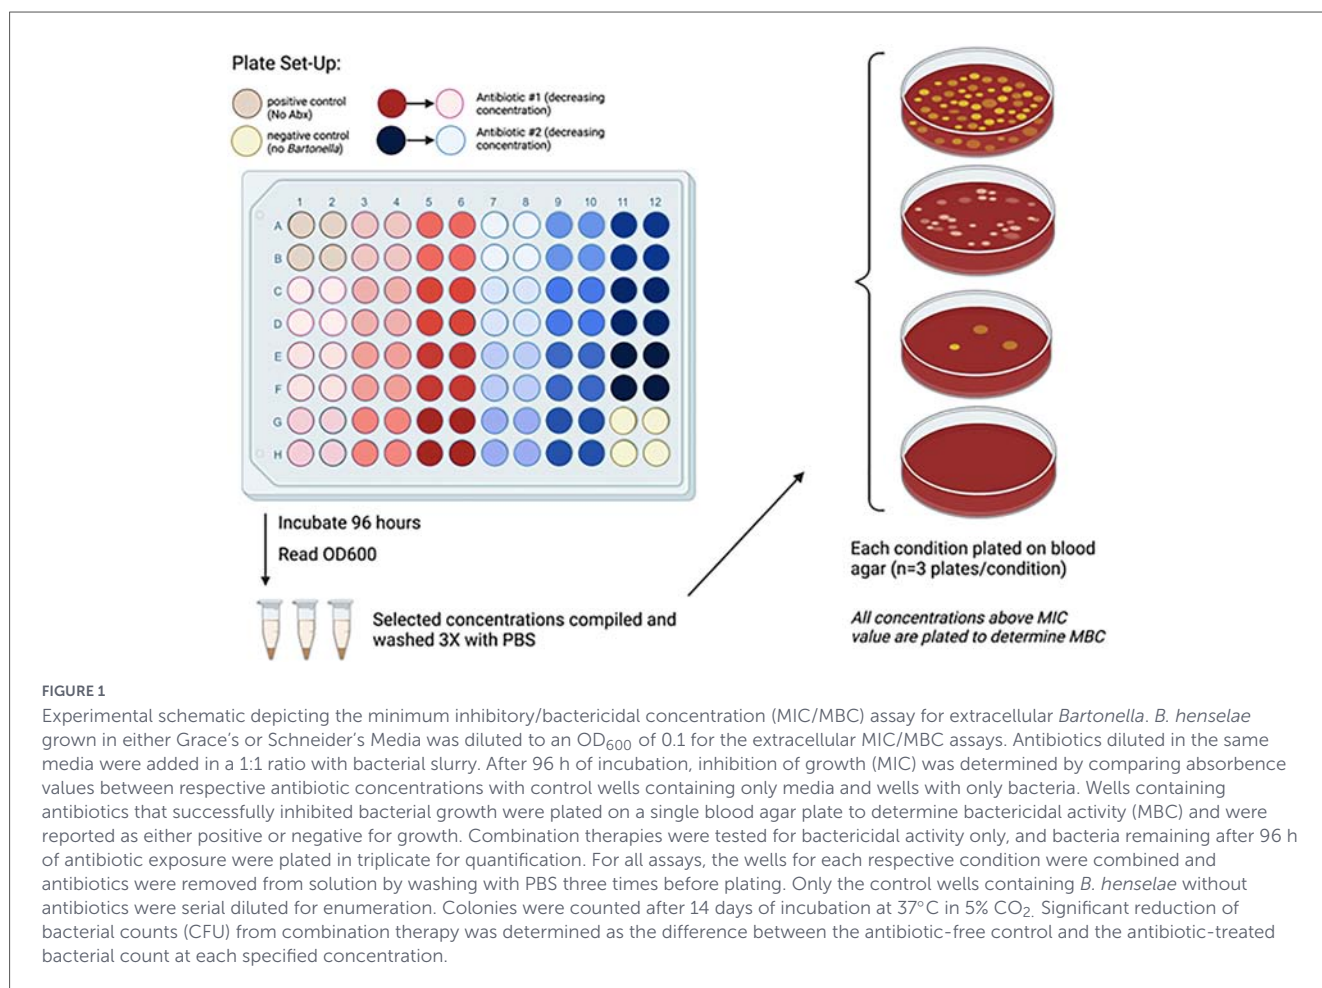 Plate Set-Up:
positive control
(No Abx)
Antibiotic #1 (decreasing
concentration)
negative control
(no Bartonella)
Antibiotic #2 (decreasing
concentration)
1 2 3 4 5 6 7 8 9 10 11 12
A
B
C
D
E
F
G
H
Incubate 96 hours
Read OD600
Selected concentrations compiled and
washed 3X with PBS
Each condition plated on blood
agar (n=3 plates/condition)
All concentrations above MIC
value are plated to determine MBC
FIGURE 1
Experimental schematic depicting the minimum inhibitory/bactericidal concentration (MIC/MBC) assay for extracellular Bartonella. B. henselae
grown in either Grace's or Schneider's Media was diluted to an OD600 of 0.1 for the extracellular MIC/MBC assays. Antibiotics diluted in the same
media were added in a 1:1 ratio with bacterial slurry. After 96 h of incubation, inhibition of growth (MIC) was determined by comparing absorbence
values between respective antibiotic concentrations with control wells containing only media and wells with only bacteria. Wells containing
antibiotics that successfully inhibited bacterial growth were plated on a single blood agar plate to determine bactericidal activity (MBC) and were
reported as either positive or negative for growth. Combination therapies were tested for bactericidal activity only, and bacteria remaining after 96 h
of antibiotic exposure were plated in triplicate for quantification. For all assays, the wells for each respective condition were combined and
antibiotics were removed from solution by washing with PBS three times before plating. Only the control wells containing B. henselae without
antibiotics were serial diluted for enumeration. Colonies were counted after 14 days of incubation at 37°C in 5% CO2. Significant reduction of
bacterial counts (CFU) from combination therapy was determined as the difference between the antibiotic-free control and the antibiotic-treated
bacterial count at each specified concentration.